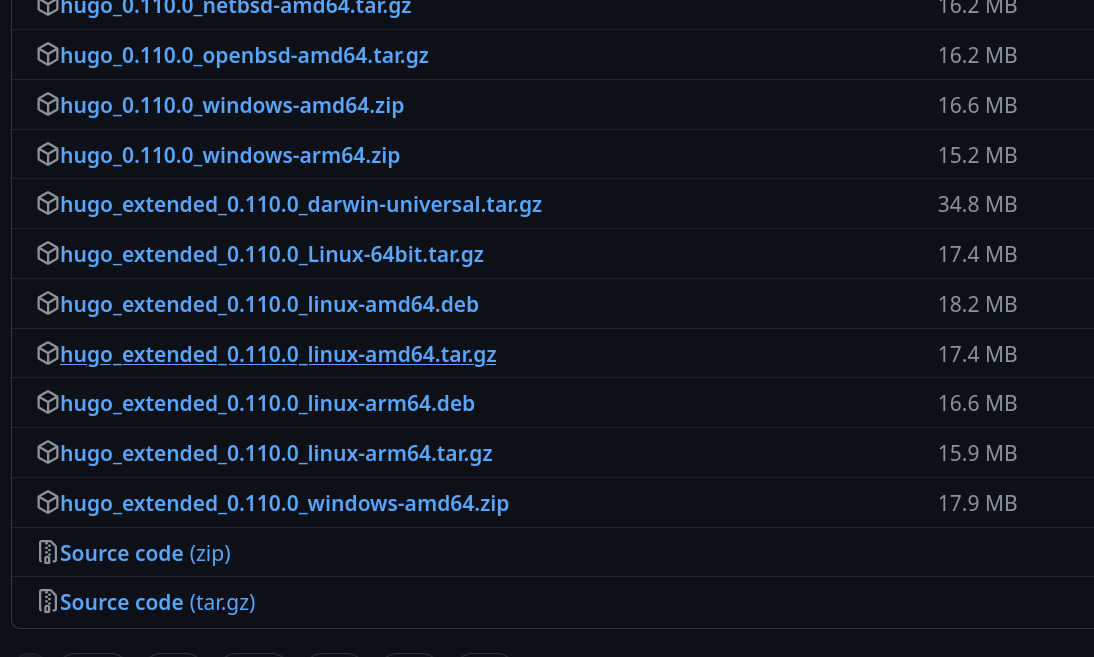 hugo_0.110.0_netbsd-amd64.tar.gz 16.2 MB
hugo_0.110.0_openbsd-amd64.tar.gz 16.2 MB
hugo_0.110.0_windows-amd64.zip 16.6 MB
hugo_0.110.0_windows-arm64.zip 15.2 MB
hugo_extended_0.110.0_darwin-universal.tar.gz 34.8 MB
hugo_extended_0.110.0_Linux-64bit.tar.gz 17.4 MB
hugo_extended_0.110.0_linux-amd64.deb 18.2 MB
hugo_extended_0.110.0_linux-amd64.tar.gz 17.4 MB
hugo_extended_0.110.0_linux-arm64.deb 16.6 MB
hugo_extended_0.110.0_linux-arm64.tar.gz 15.9 MB
hugo_extended_0.110.0_windows-amd64.zip 17.9 MB
Source code (zip)
Source code (tar.gz)